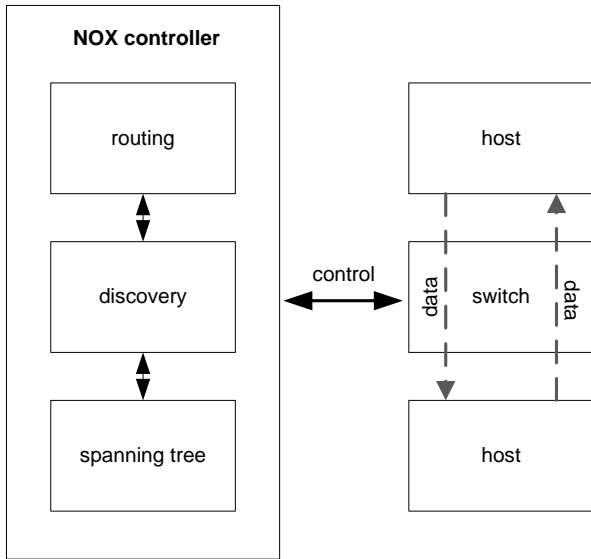 NOX controller
routing
discovery
spanning tree
control
host
data
switch
data
host